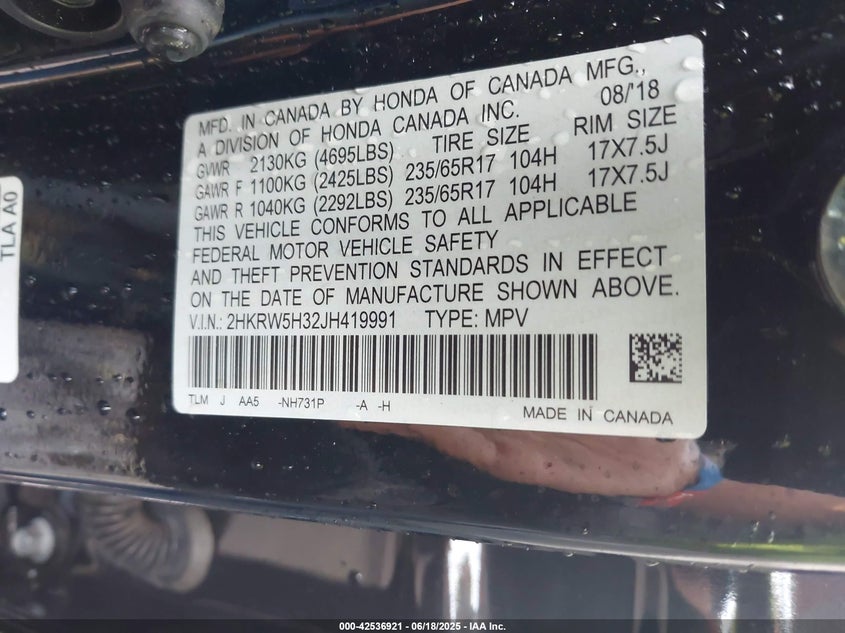 MFD. IN CANADA BY HONDA OF CANADA MFG.,
A DIVISION OF HONDA CANADA INC. 08/'18
GVWR 2130KG (4695LBS) TIRE SIZE RIM SIZE
GAWR F 1100KG (2425LBS) 235/65R17 104H 17X7.5J
GAWR R 1040KG (2292LBS) 235/65R17 104H 17X7.5J
THIS VEHICLE CONFORMS TO ALL APPLICABLE
FEDERAL MOTOR VEHICLE SAFETY
AND THEFT PREVENTION STANDARDS IN EFFECT
ON THE DATE OF MANUFACTURE SHOWN ABOVE.
V.I.N.: 2HKRW5H32JH419991 TYPE: MPV
TLM J AA5 -NH731P -A -H
MADE IN CANADA
TLA A0
000-42536921 - 06/18/2025 - IAA Inc.